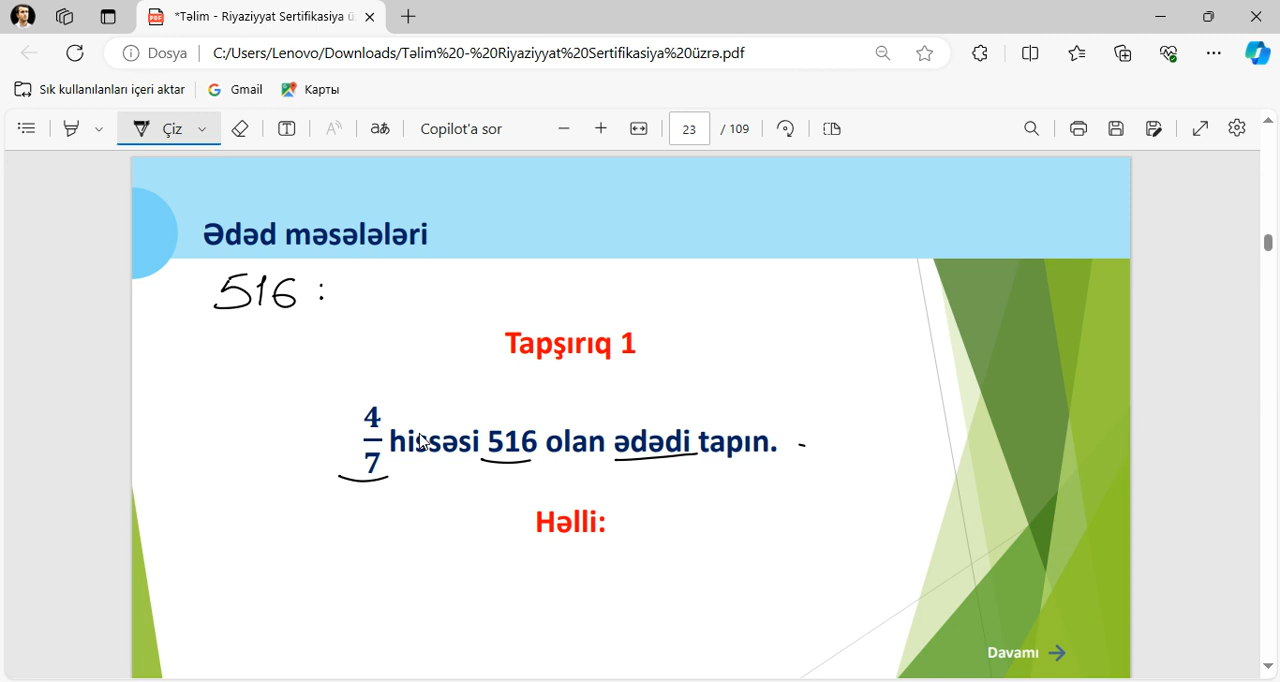 *Təlim - Riyaziyyat Sertifikasiya ü
Dosya
C:/Users/Lenovo/Downloads/Təlim%20-%20Riyaziyyat%20Sertifikasiya%20üzrə.pdf
Sık kullanılanları içeri aktar
Gmail
Карты
Çiz
aあ
Copilot'a sor
23 / 109
Ədəd məsələləri
516 :
Tapşırıq 1
4/7 hissəsi 516 olan ədədi tapın.
Həlli:
Davamı